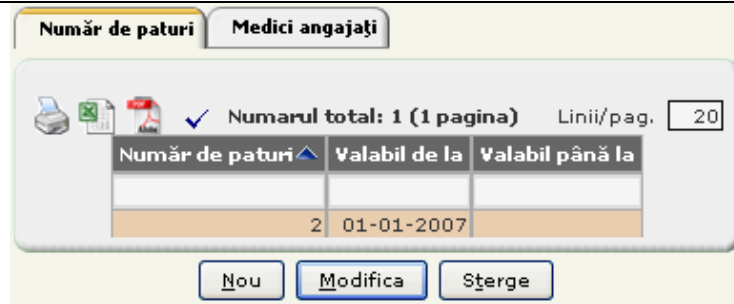 Număr de paturi Medici angajaţi
Numarul total: 1 (1 pagina) Linii/pag. 20
Număr de paturi Valabil de la Valabil până la
2 01-01-2007
Nou Modifica Sterge